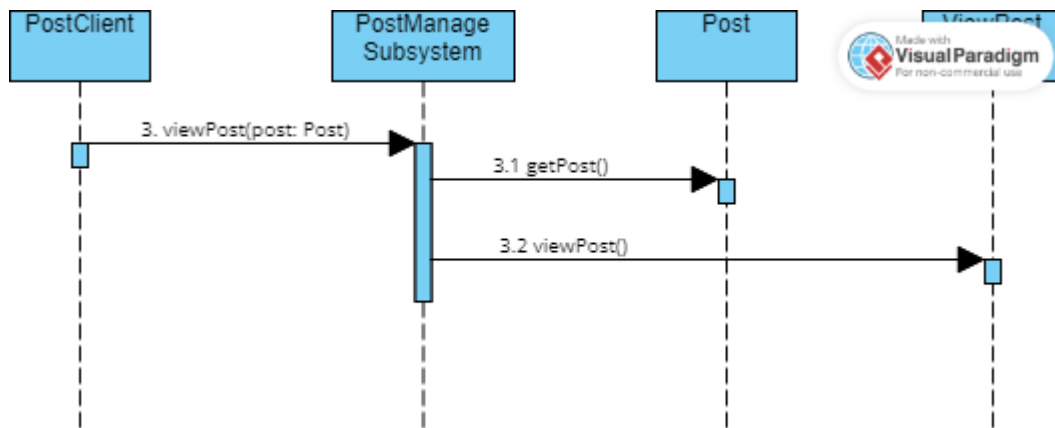 PostClient
PostManage
Subsystem
Post
ViewPost
Made with
Visual Paradigm
For non-commercial use
3. viewPost(post: Post)
3.1 getPost()
3.2 viewPost()